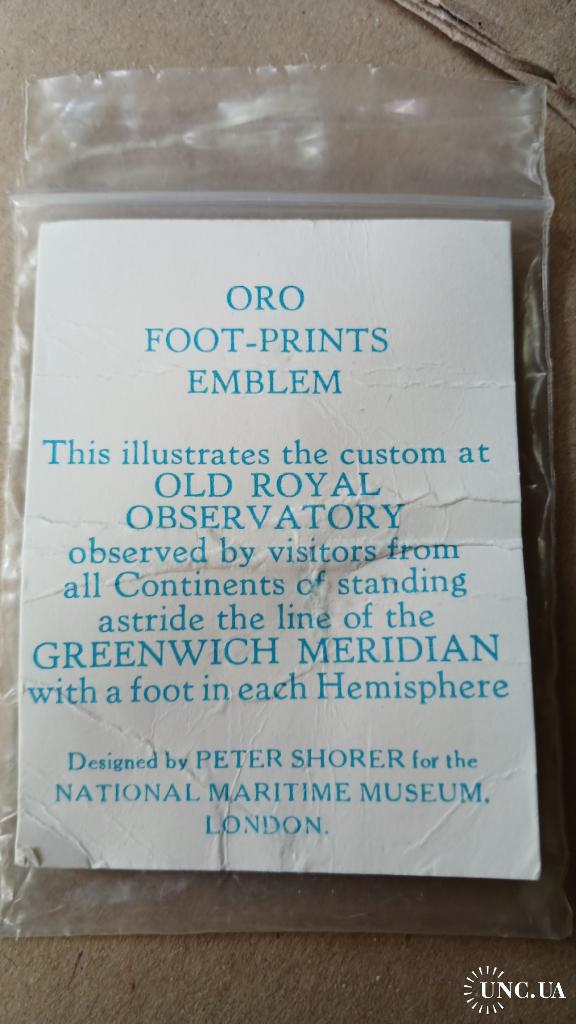 ORO
FOOT-PRINTS
EMBLEM
This illustrates the custom at
OLD ROYAL
OBSERVATORY
observed by visitors from
all Continents of standing
astride the line of the
GREENWICH MERIDIAN
with a foot in each Hemisphere
Designed by PETER SHORER for the
NATIONAL MARITIME MUSEUM,
LONDON.
UNC.UA